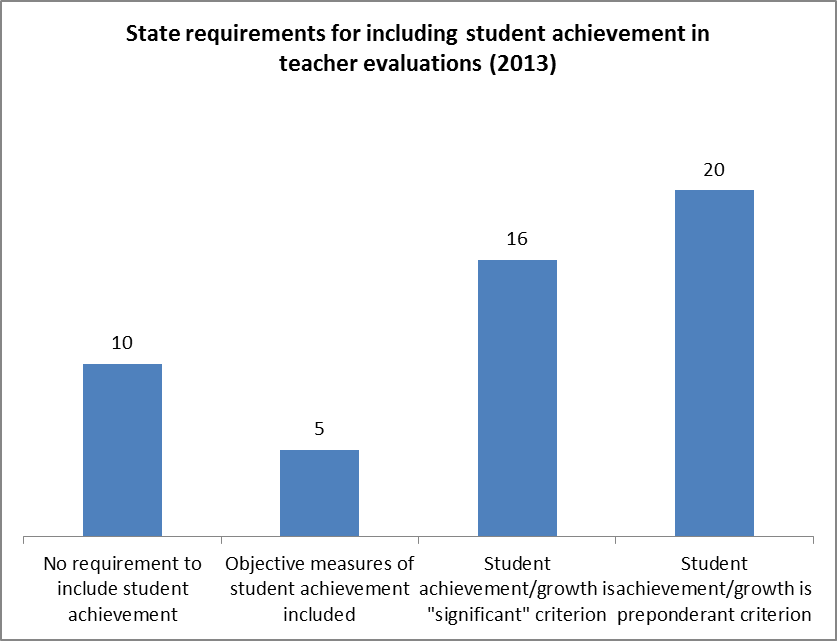 State requirements for including student achievement in
teacher evaluations (2013)
20
16
10
5
No requirement to
include student
achievement
Objective measures of
student achievement
included
Student
achievement/growth is
"significant" criterion
Student
achievement/growth is
preponderant criterion